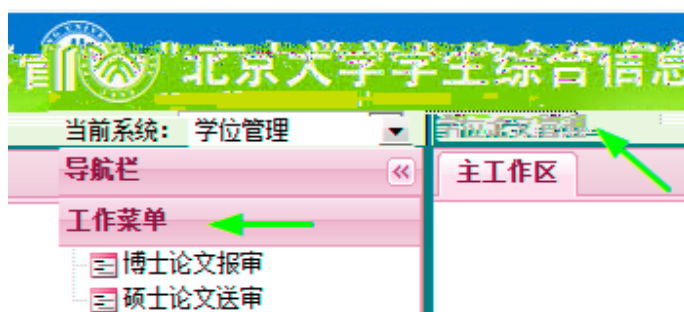 北京大学学生综合信息
当前系统: 学位管理
导航栏
主工作区
工作菜单
博士论文报审
硕士论文送审